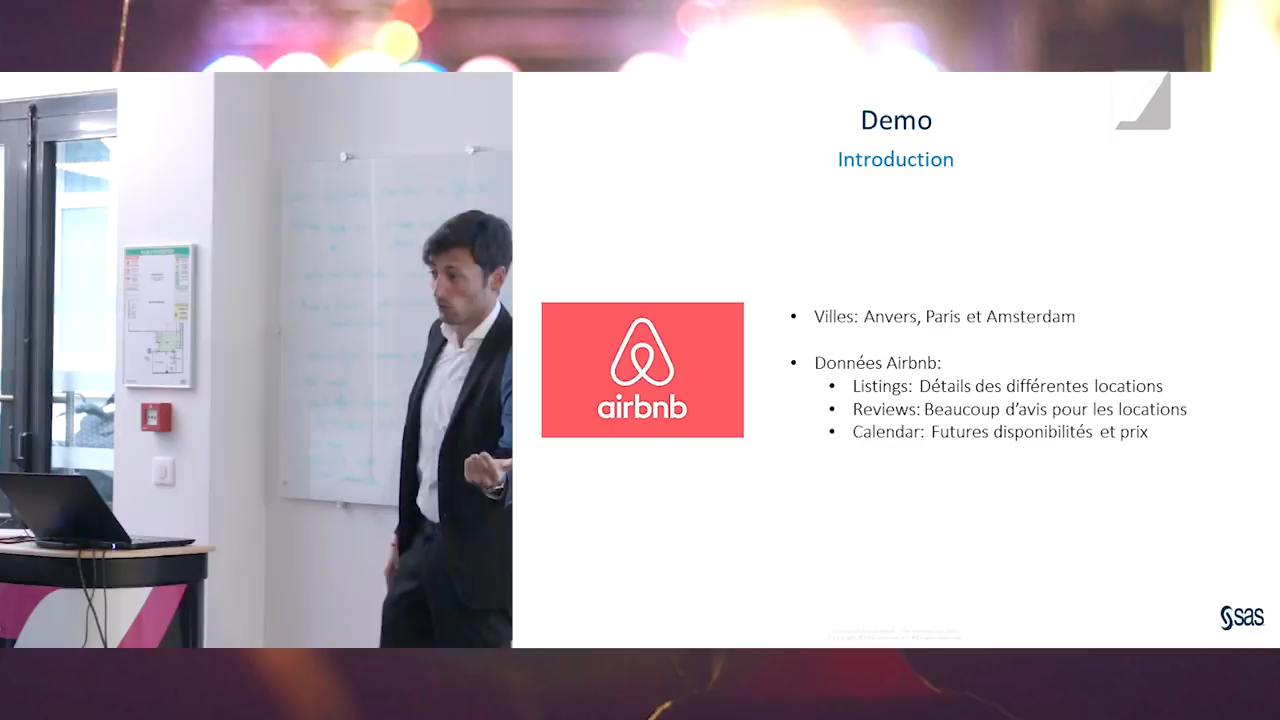 Demo
Introduction
airbnb
• Villes: Anvers, Paris et Amsterdam
• Données Airbnb:
• Listings: Détails des différentes locations
• Reviews: Beaucoup d'avis pour les locations
• Calendar: Futures disponibilités et prix
sas